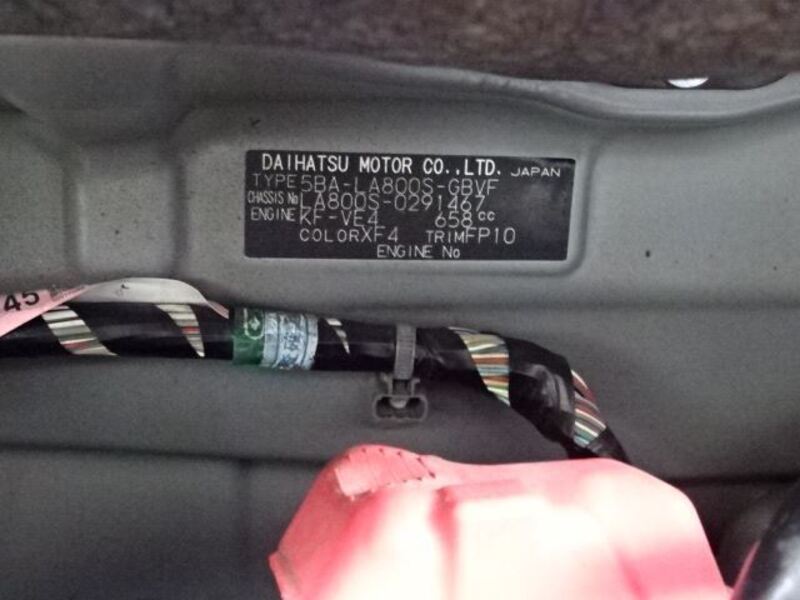 DAIHATSU MOTOR CO.,LTD. JAPAN
TYPE 5BA-LA800S-GBVF
CHASSIS No LA800S-0291467
ENGINE KF-VE4 658cc
COLOR XF4 TRIM FP10
ENGINE No
45